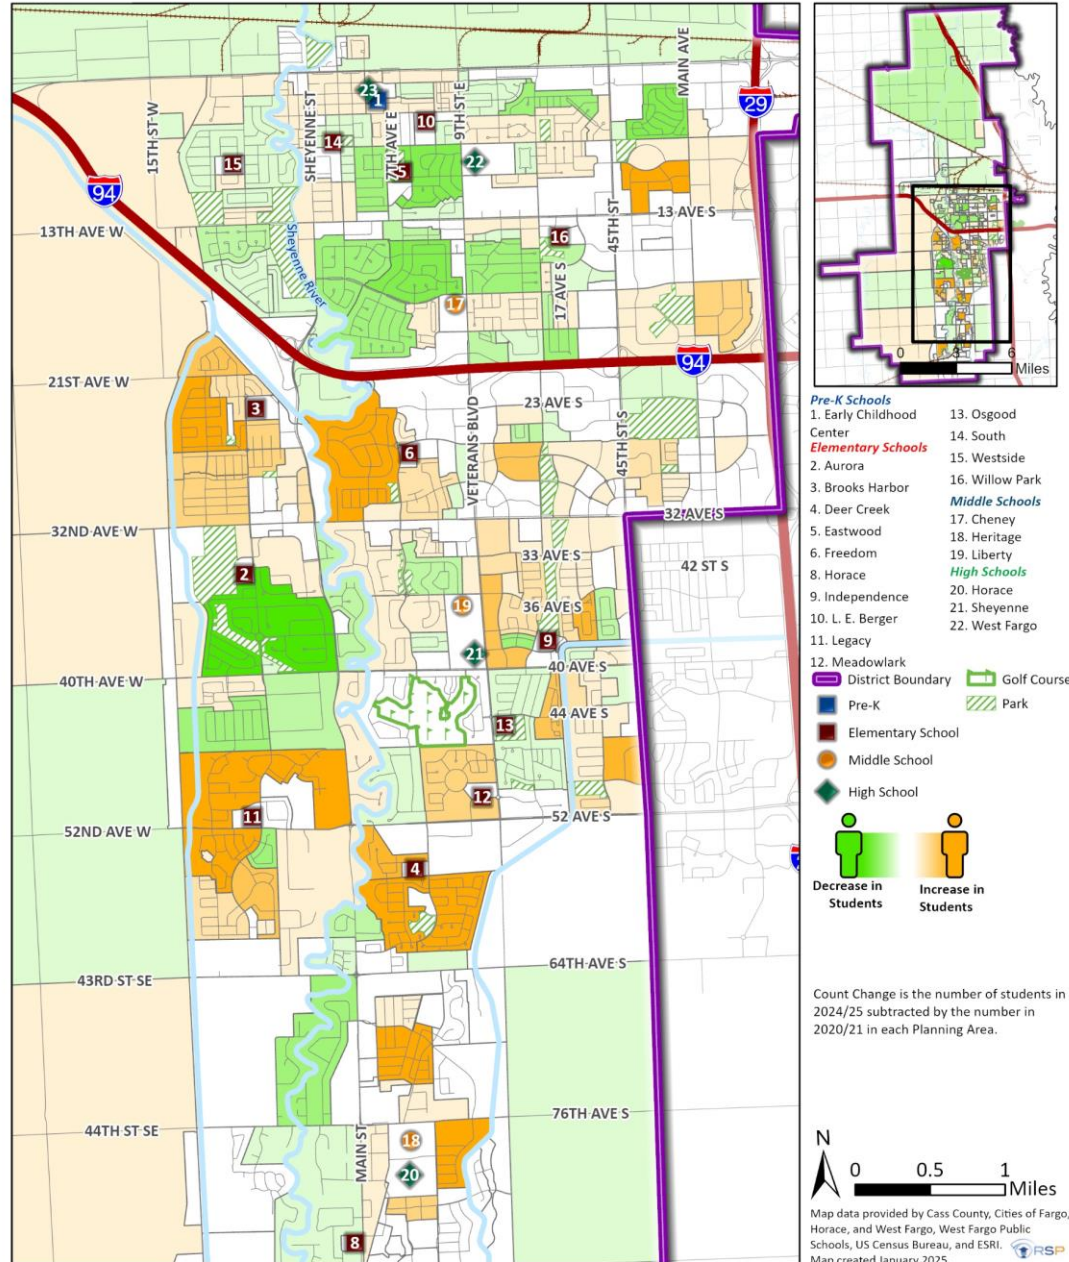 MAIN AVE
29
15TH ST W
SHEYENNE ST
7TH AVE E
9TH ST E
23
1
10
14
15
5
22
94
13TH AVE W
Sheyenne River
45TH ST
13 AVE S
16
17 AVE S
17
94
21ST AVE W
23 AVE S
3
6
VETERANS BLVD
45TH ST S
32ND AVE W
32 AVE S
33 AVE S
42 ST S
2
36 AVE S
19
9
21
40TH AVE W
40 AVE S
44 AVE S
13
12
11
52ND AVE W
52 AVE S
4
64TH AVE S
43RD ST SE
76TH AVE S
44TH ST SE
MAIN ST
18
20
8
0 3 6
Miles
Pre-K Schools
1. Early Childhood
Center
Elementary Schools
2. Aurora
3. Brooks Harbor
4. Deer Creek
5. Eastwood
6. Freedom
8. Horace
9. Independence
10. L. E. Berger
11. Legacy
12. Meadowlark
13. Osgood
14. South
15. Westside
16. Willow Park
Middle Schools
17. Cheney
18. Heritage
19. Liberty
High Schools
20. Horace
21. Sheyenne
22. West Fargo
District Boundary
Golf Course
Pre-K
Park
Elementary School
Middle School
High School
Decrease in
Students
Increase in
Students
Count Change is the number of students in
2024/25 subtracted by the number in
2020/21 in each Planning Area.
N
0 0.5 1
Miles
Map data provided by Cass County, Cities of Fargo,
Horace, and West Fargo, West Fargo Public
Schools, US Census Bureau, and ESRI.
RSP
Map created January 2025